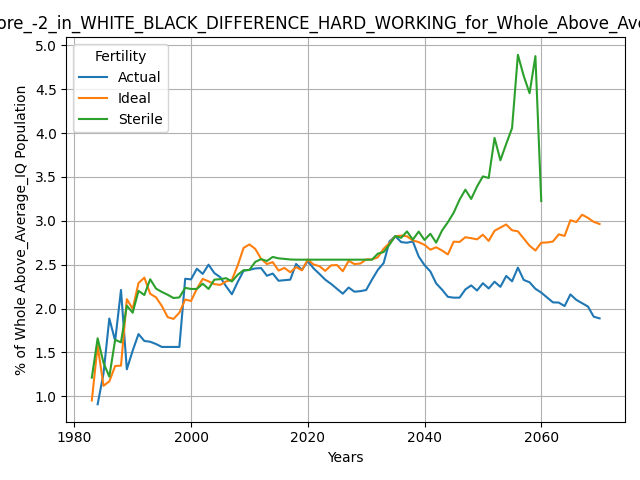 ore_-2_in_WHITE_BLACK_DIFFERENCE_HARD_WORKING_for_Whole_Above_Ave
Fertility
Actual
Ideal
Sterile
% of Whole Above_Average_IQ Population
5.0
4.5
4.0
3.5
3.0
2.5
2.0
1.5
1.0
1980
2000
2020
2040
2060
Years